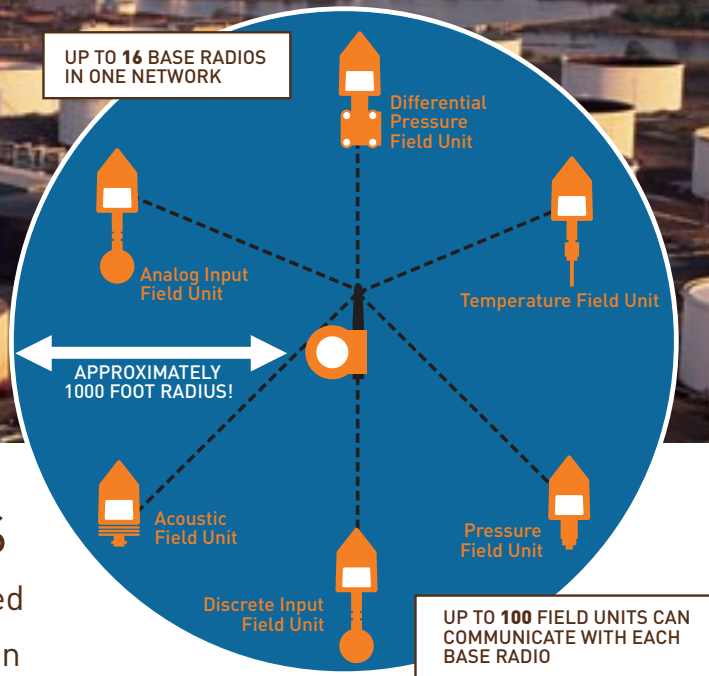 UP TO 16 BASE RADIOS
IN ONE NETWORK
Differential
Pressure
Field Unit
Analog Input
Field Unit
Temperature Field Unit
APPROXIMATELY
1000 FOOT RADIUS!
Acoustic
Field Unit
Pressure
Field Unit
Discrete Input
Field Unit
UP TO 100 FIELD UNITS CAN
COMMUNICATE WITH EACH
BASE RADIO